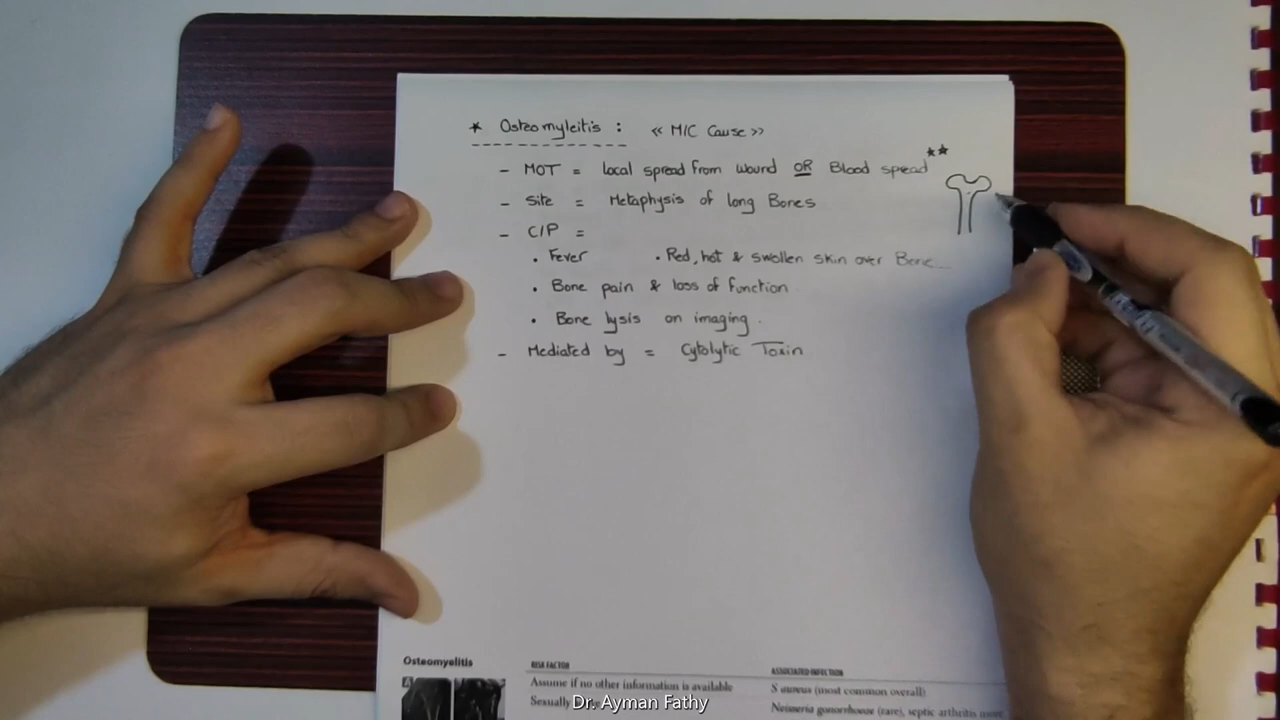 * Osteomyleitis : << M/C Cause >>
- MOT = local spread from wound OR Blood spread **
- Site = Metaphysis of long Bones
- C/P =
. Fever . Red, hot & swollen skin over Bone
. Bone pain & loss of function
. Bone lysis on imaging .
- Mediated by = Cytolytic Toxin
Osteomyelitis RISK FACTOR ASSOCIATED INFECTION
A Assume if no other information is available S aureus (most common overall)
Sexually Neisseria gonorrhoeae (rare), septic arthritis more
Dr. Ayman Fathy